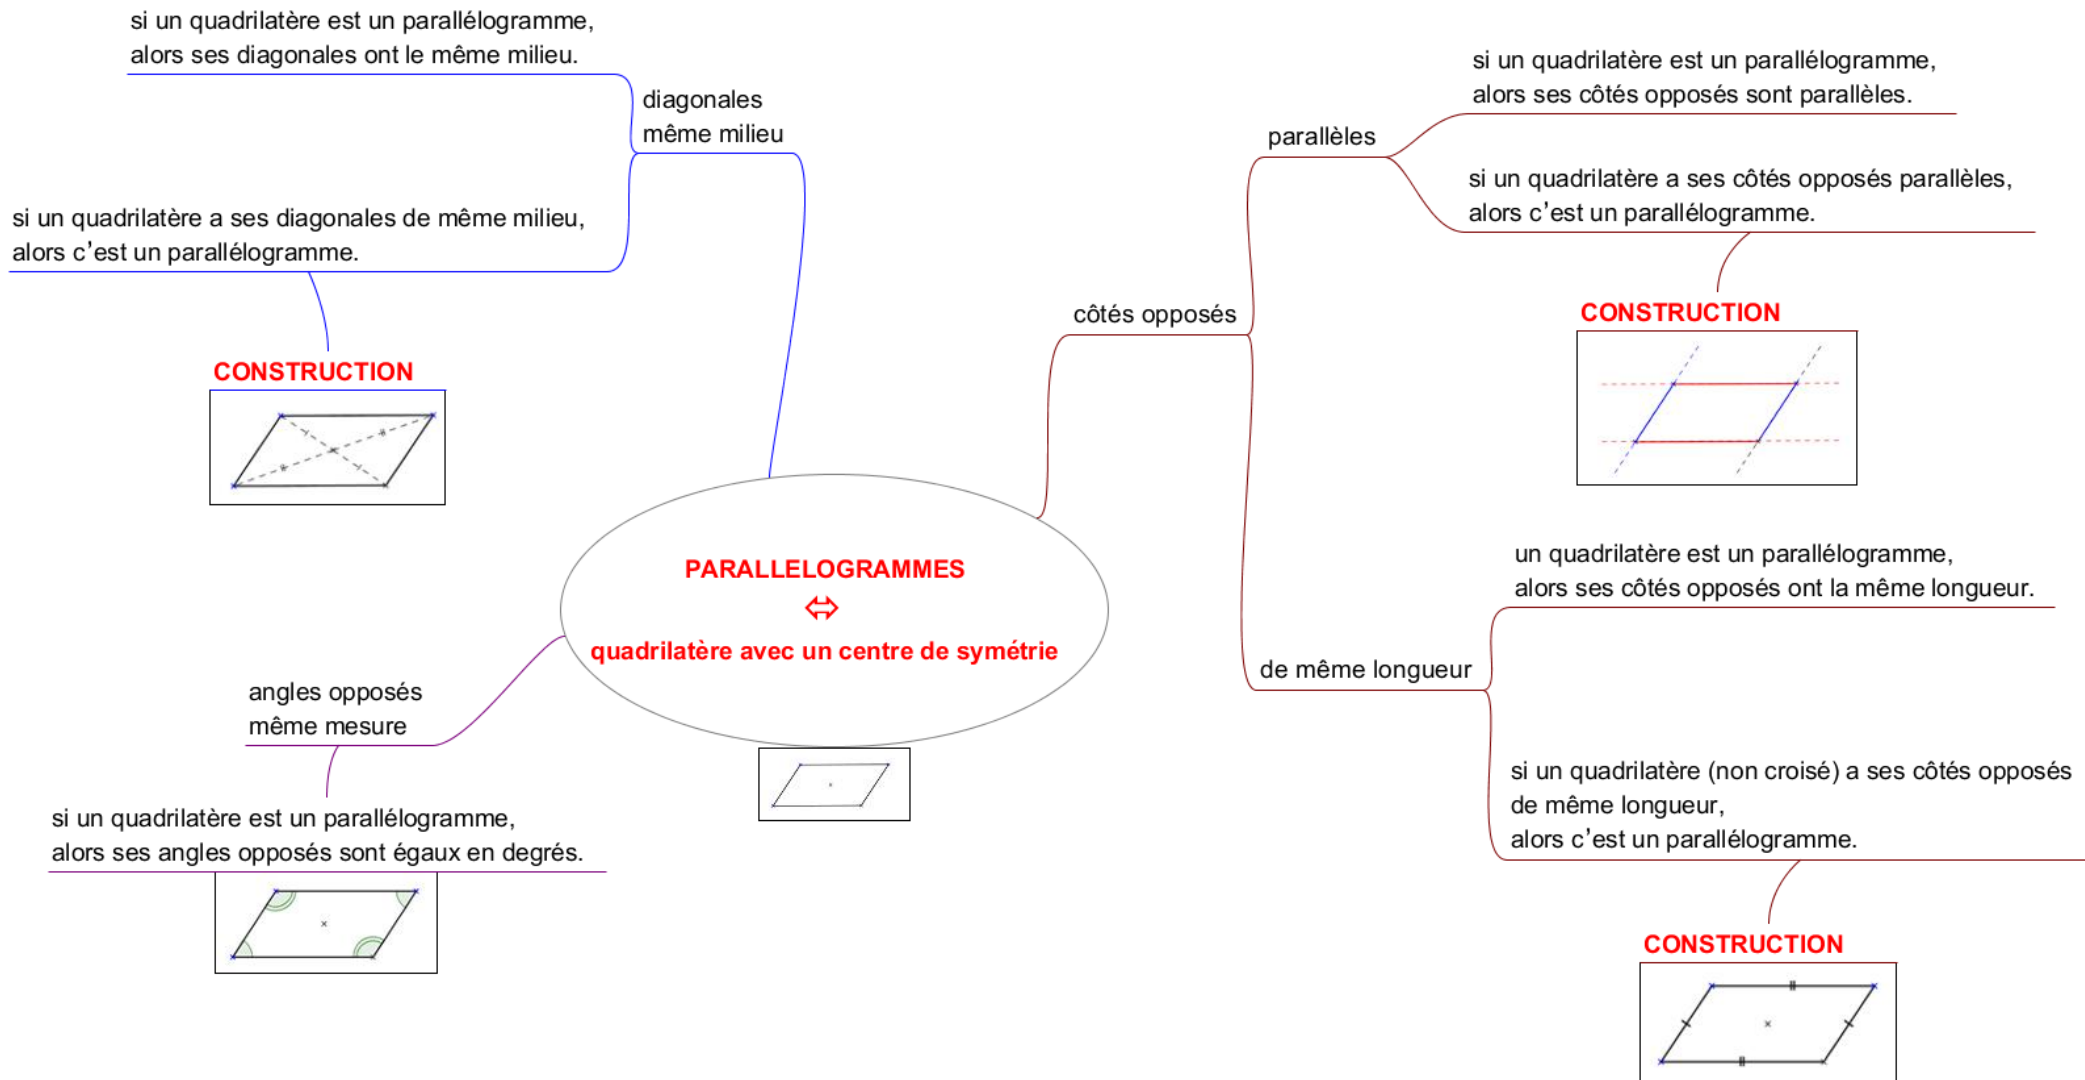 si un quadrilatère est un parallélogramme,
alors ses diagonales ont le même milieu.
diagonales
même milieu
si un quadrilatère a ses diagonales de même milieu,
alors c’est un parallélogramme.
CONSTRUCTION
si un quadrilatère est un parallélogramme,
alors ses côtés opposés sont parallèles.
parallèles
si un quadrilatère a ses côtés opposés parallèles,
alors c’est un parallélogramme.
CONSTRUCTION
côtés opposés
PARALLELOGRAMMES
⇔
quadrilatère avec un centre de symétrie
un quadrilatère est un parallélogramme,
alors ses côtés opposés ont la même longueur.
de même longueur
si un quadrilatère (non croisé) a ses côtés opposés
de même longueur,
alors c’est un parallélogramme.
CONSTRUCTION
angles opposés
même mesure
si un quadrilatère est un parallélogramme,
alors ses angles opposés sont égaux en degrés.